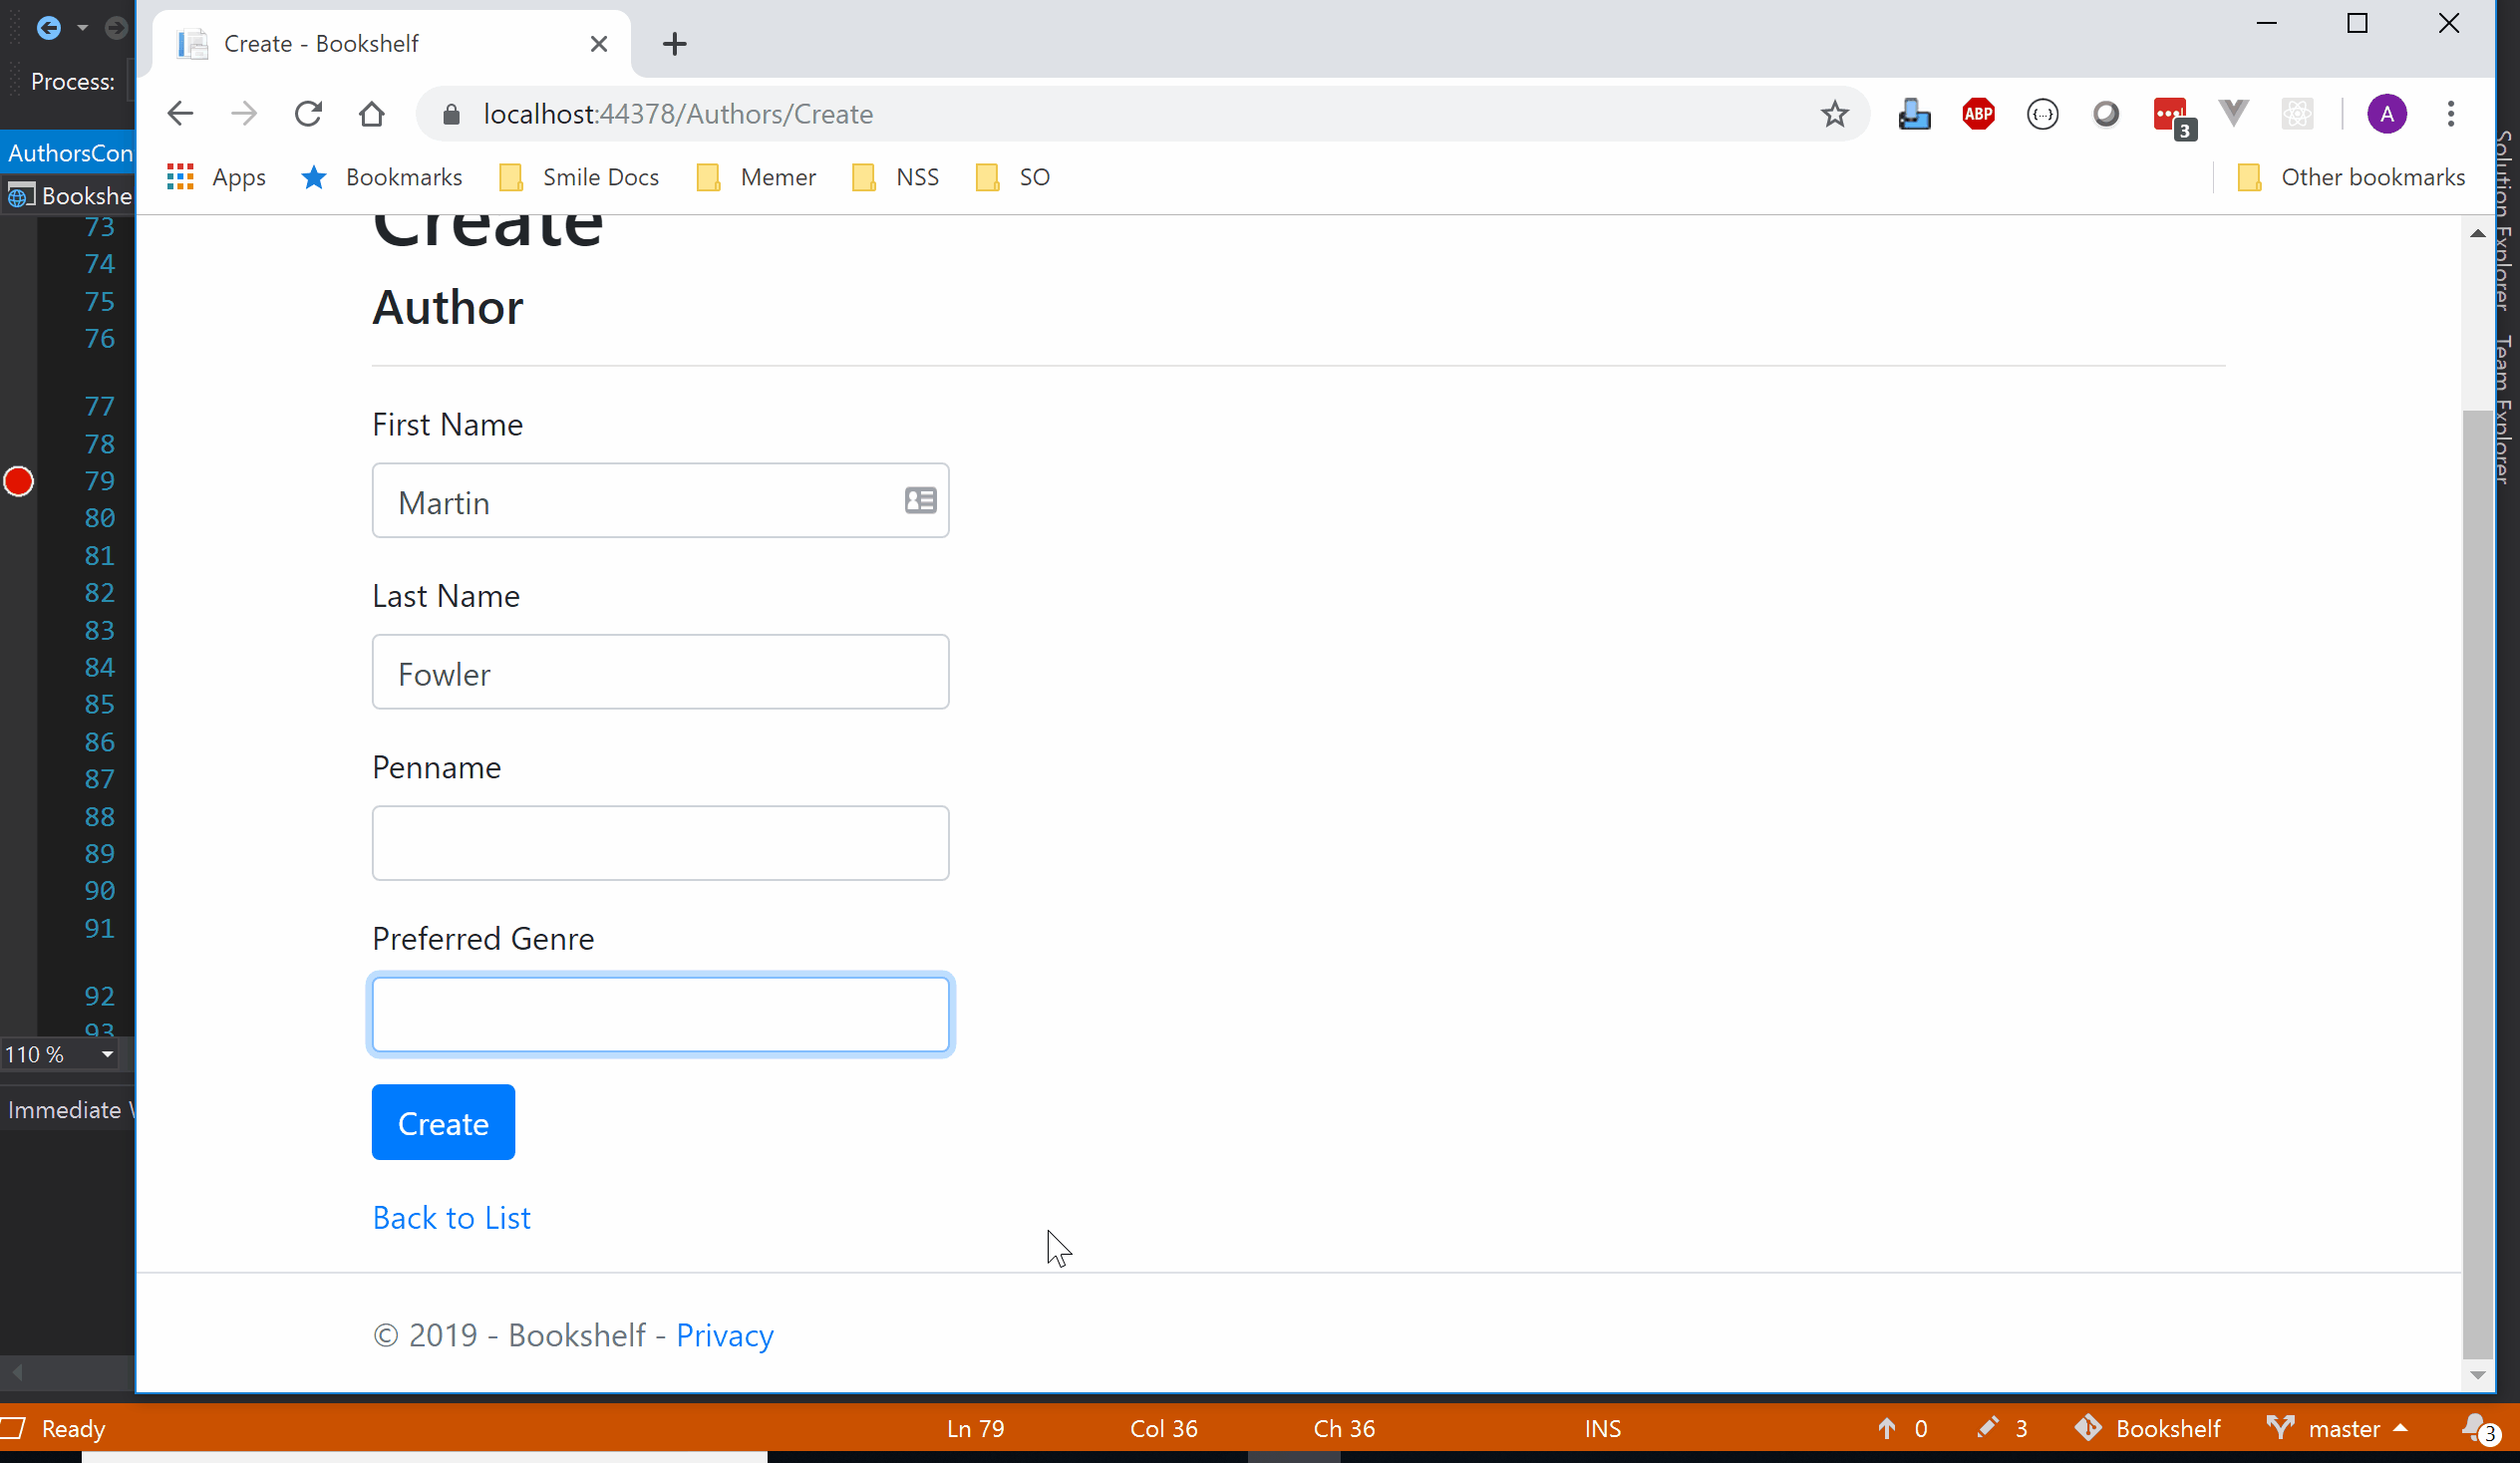 Process:
AuthorsCon
Bookshe
73
74
75
76
77
78
79
80
81
82
83
84
85
86
87
88
89
90
91
92
93
110 %
Immediate
Create - Bookshelf
localhost:44378/Authors/Create
ABP
{...}
3
A
Apps
Bookmarks
Smile Docs
Memer
NSS
SO
Other bookmarks
Create
Author
First Name
Martin
Last Name
Fowler
Penname
Preferred Genre
Create
Back to List
© 2019 - Bookshelf - Privacy
Solution Explorer
Team Explorer
Ready
Ln 79
Col 36
Ch 36
INS
0
3
Bookshelf
master
3